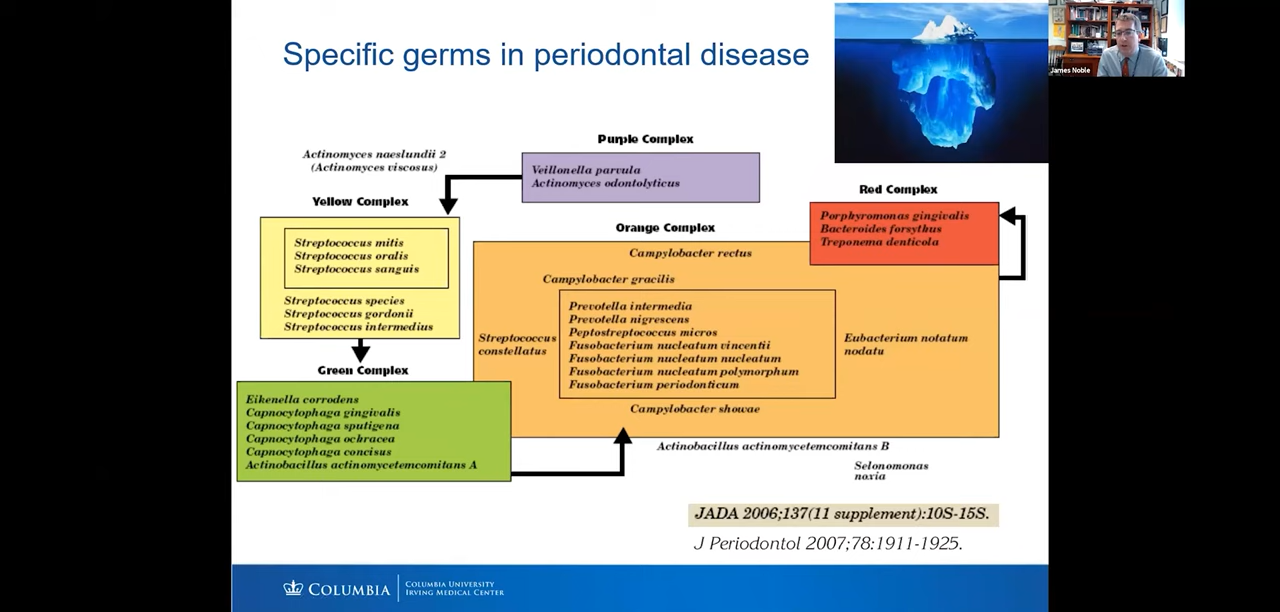 Specific germs in periodontal disease
James Noble
Purple Complex
Actinomyces naeslundii 2
(Actinomyces viscosus)
Veillonella parvula
Actinomyces odontolyticus
Yellow Complex
Streptococcus mitis
Streptococcus oralis
Streptococcus sanguis
Streptococcus species
Streptococcus gordonii
Streptococcus intermedius
Red Complex
Porphyromonas gingivalis
Bacteroides forsythus
Treponema denticola
Orange Complex
Campylobacter rectus
Campylobacter gracilis
Prevotella intermedia
Prevotella nigrescens
Peptostreptococcus micros
Fusobacterium nucleatum vincentii
Fusobacterium nucleatum nucleatum
Fusobacterium nucleatum polymorphum
Fusobacterium periodonticum
Streptococcus
constellatus
Eubacterium notatum
nodatu
Campylobacter showae
Green Complex
Eikenella corrodens
Capnocytophaga gingivalis
Capnocytophaga sputigena
Capnocytophaga ochracea
Capnocytophaga concisus
Actinobacillus actinomycetemcomitans A
Actinobacillus actinomycetemcomitans B
Selonomonas
noxia
JADA 2006;137(11 supplement):10S-15S.
J Periodontol 2007;78:1911-1925.
COLUMBIA
COLUMBIA UNIVERSITY
IRVING MEDICAL CENTER